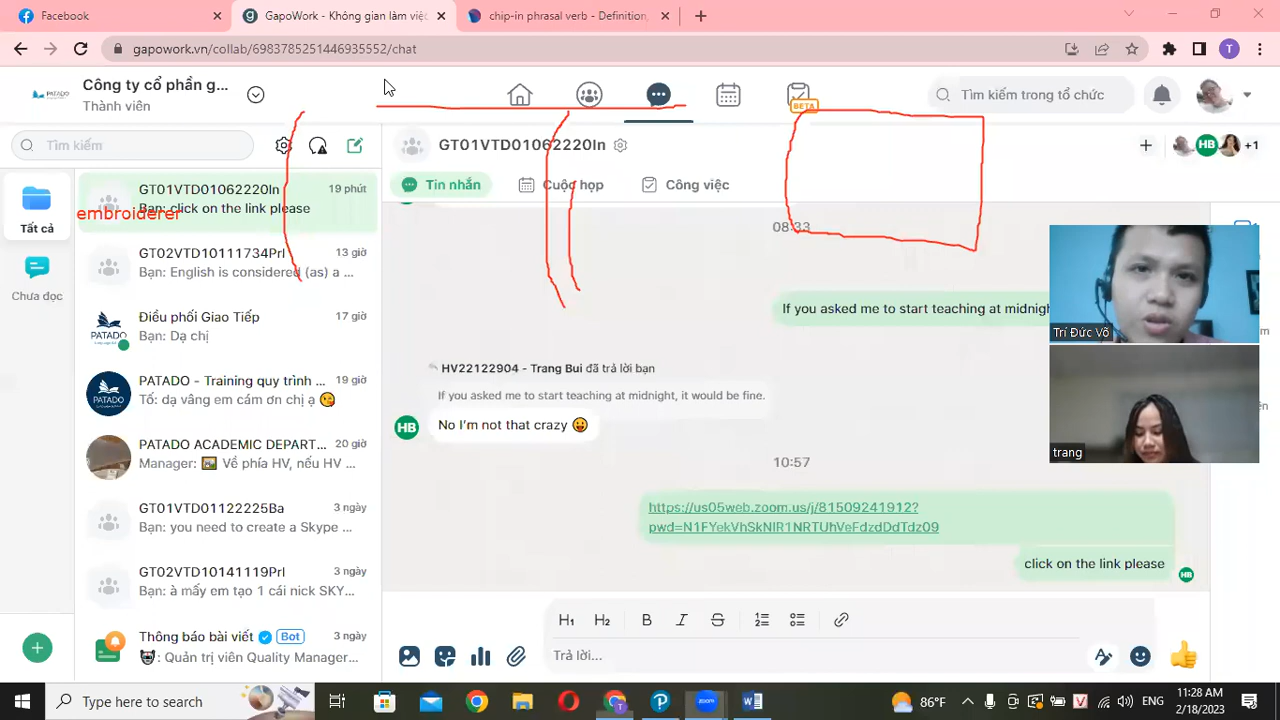 Facebook
GapoWork - Không gian làm việc
chip-in phrasal verb - Definition,
gapowork.vn/collab/6983785251446935552/chat
T
PATADO
Công ty cổ phần g...
Thành viên
BETA
Tìm kiếm trong tổ chức
Tìm kiếm
GT01VTD01062220In
HB
+1
Tin nhắn
Cuộc họp
Công việc
Tất cả
Chưa đọc
GT01VTD01062220In
19 phút
Bạn: click on the link please
embroiderer
GT02VTD10111734PrI
13 giờ
Bạn: English is considered (as) a ...
Điều phối Giao Tiếp
17 giờ
Bạn: Dạ chị
PATADO - Training quy trình ...
19 giờ
Tố: dạ vâng em cám ơn chị ạ 😘
PATADO ACADEMIC DEPART...
20 giờ
Manager: 🖼 Về phía HV, nếu HV ...
GT01VTD01122225Ba
3 ngày
Bạn: you need to create a Skype ...
GT02VTD10141119PrI
3 ngày
Bạn: à mấy em tạo 1 cái nick SKY...
Thông báo bài viết
Bot
3 ngày
: Quản trị viên Quality Manager...
08:33
If you asked me to start teaching at midnigh
HV22122904 - Trang Bui đã trả lời bạn
If you asked me to start teaching at midnight, it would be fine.
HB
No I'm not that crazy 😛
10:57
https://us05web.zoom.us/j/81509241912?
pwd=N1FYekVhSkNIR1NRTUhVeFdzdDdTdz09
click on the link please
HB
Trí Đức Võ
trang
H1 H2 B I S
Trả lời...
Type here to search
86°F
ENG
11:28 AM
2/18/2023